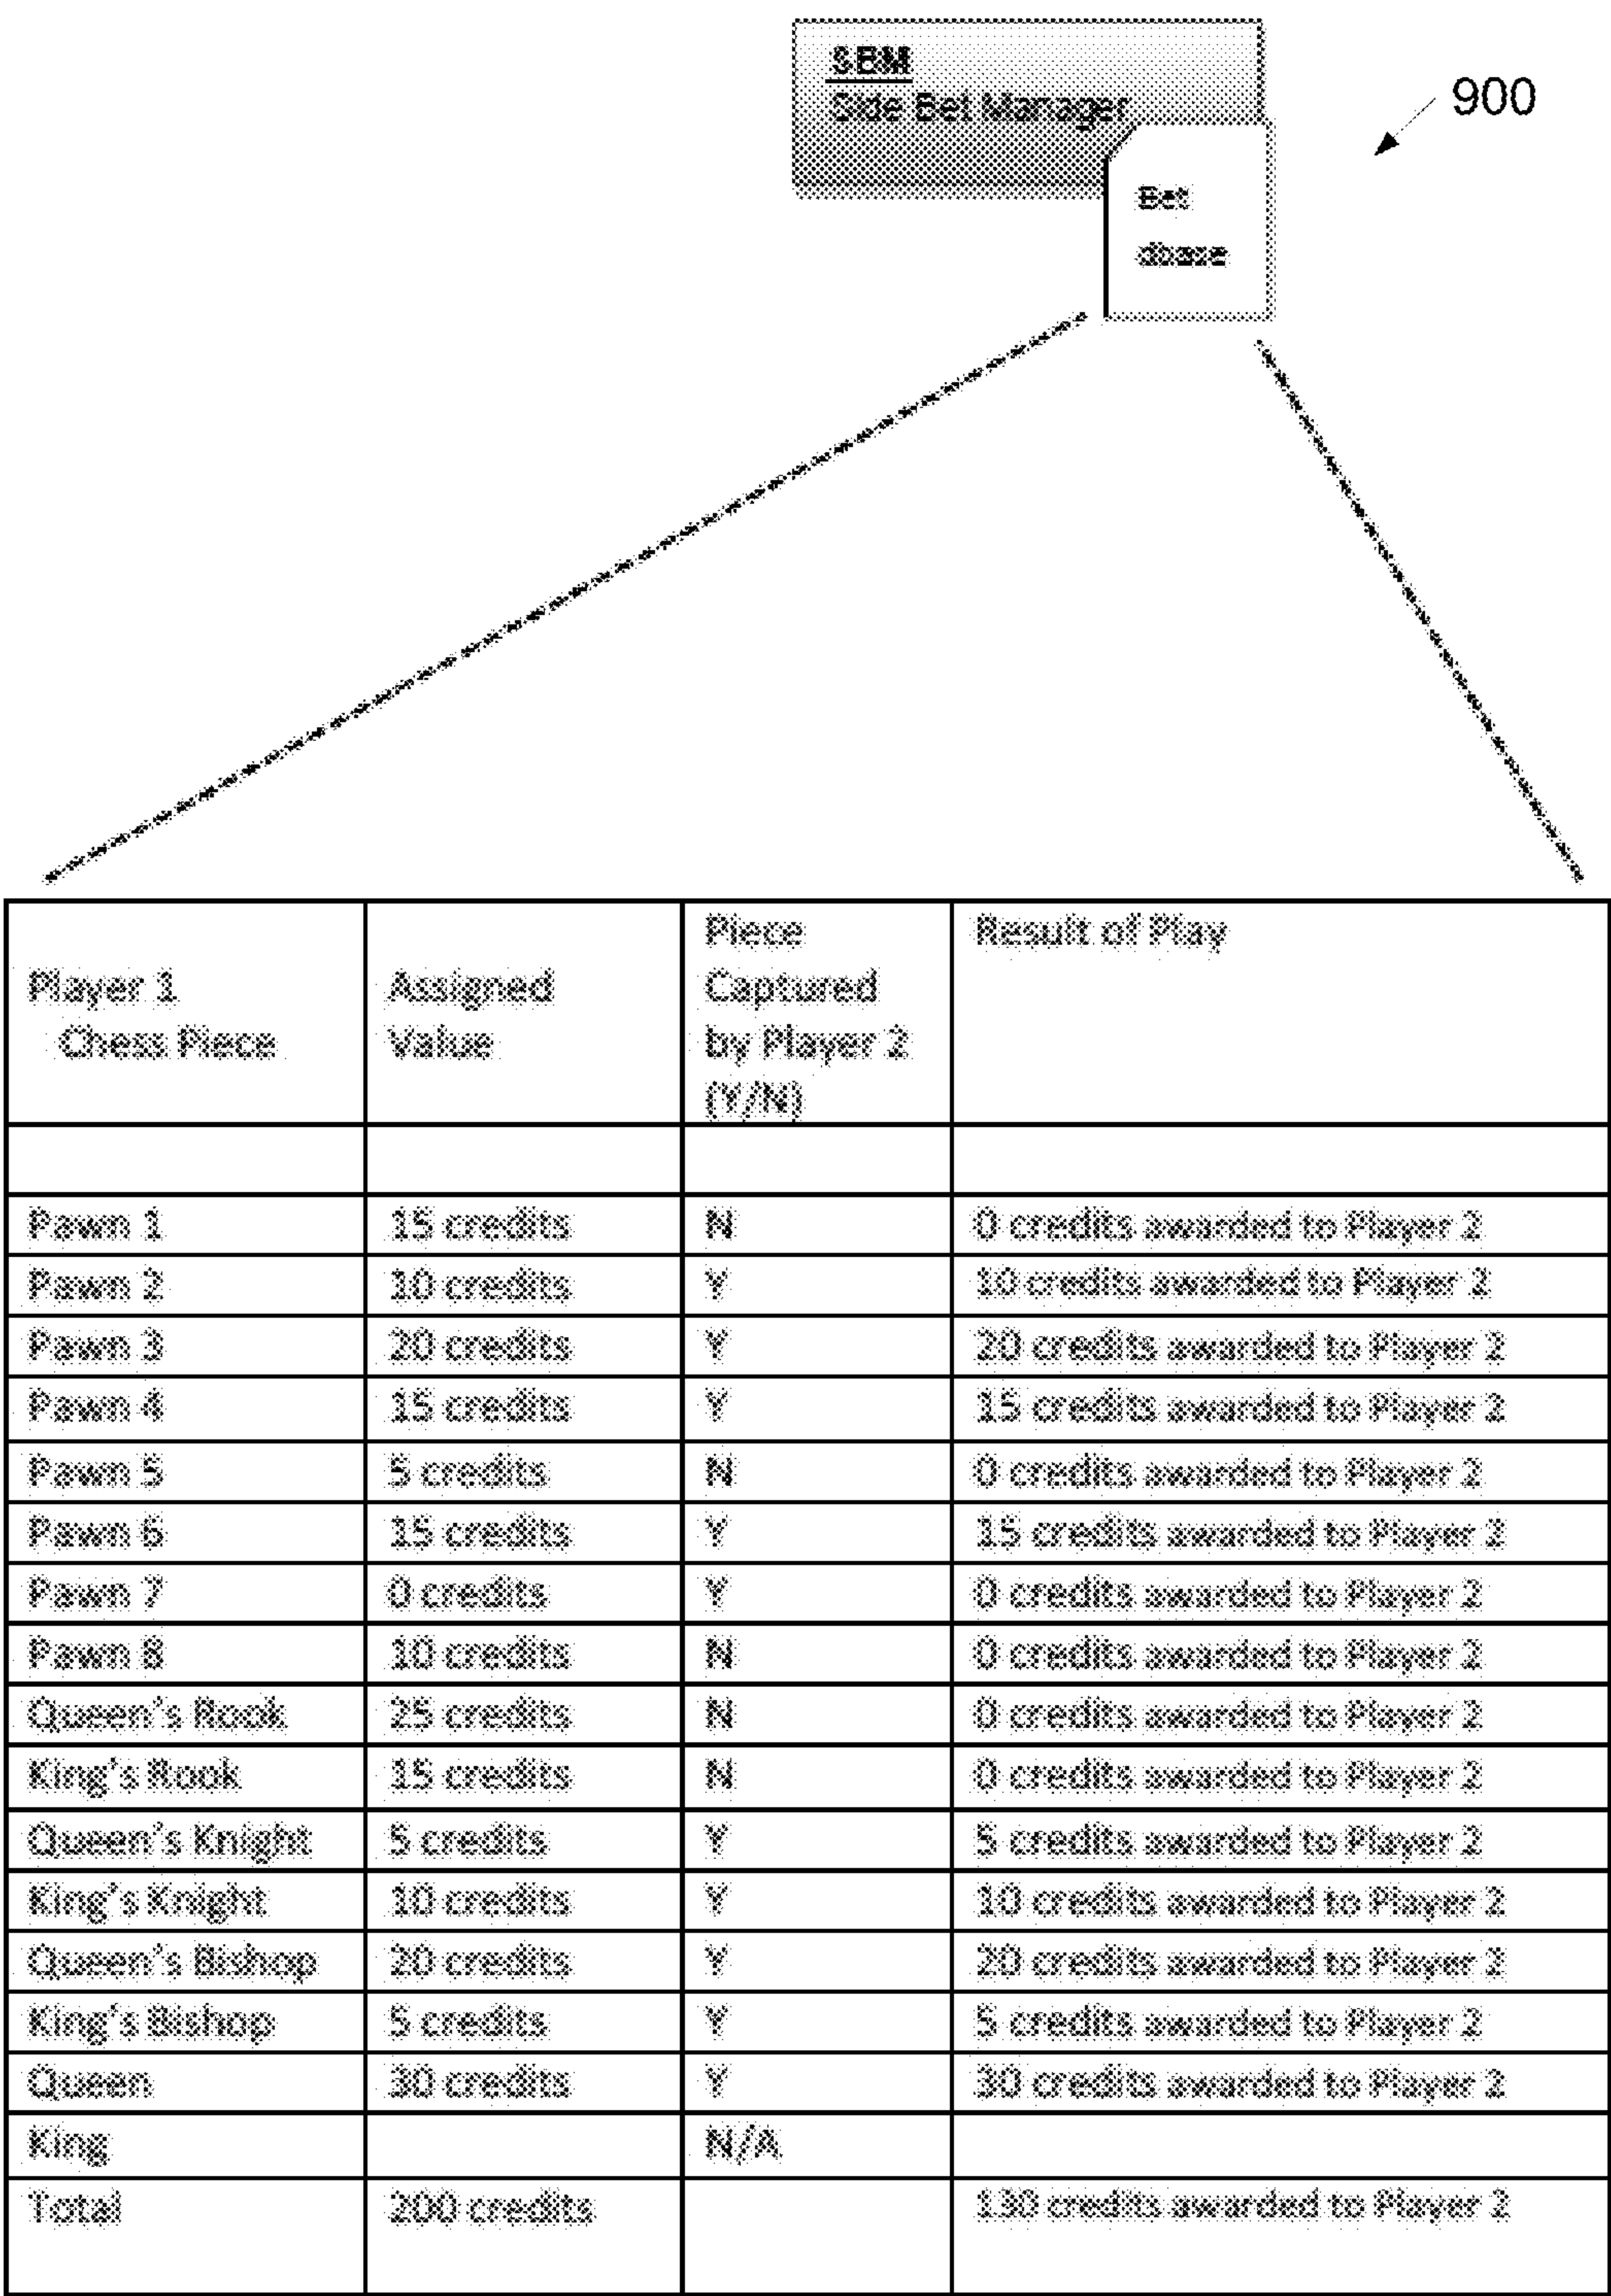 SBM
Side Bet Manager
900
Bet
dbase
Player 1
Chess Piece
Assigned
Value
Piece
Captured
by Player 2
(Y/N)
Result of Play
Pawn 1 15 credits N 0 credits awarded to Player 2
Pawn 2 10 credits Y 10 credits awarded to Player 2
Pawn 3 20 credits Y 20 credits awarded to Player 2
Pawn 4 15 credits Y 15 credits awarded to Player 2
Pawn 5 5 credits N 0 credits awarded to Player 2
Pawn 6 15 credits Y 15 credits awarded to Player 2
Pawn 7 0 credits Y 0 credits awarded to Player 2
Pawn 8 10 credits N 0 credits awarded to Player 2
Queen's Rook 25 credits N 0 credits awarded to Player 2
King's Rook 15 credits N 0 credits awarded to Player 2
Queen's Knight 5 credits Y 5 credits awarded to Player 2
King's Knight 10 credits Y 10 credits awarded to Player 2
Queen's Bishop 20 credits Y 20 credits awarded to Player 2
King's Bishop 5 credits Y 5 credits awarded to Player 2
Queen 30 credits Y 30 credits awarded to Player 2
King N/A
Total 200 credits 130 credits awarded to Player 2